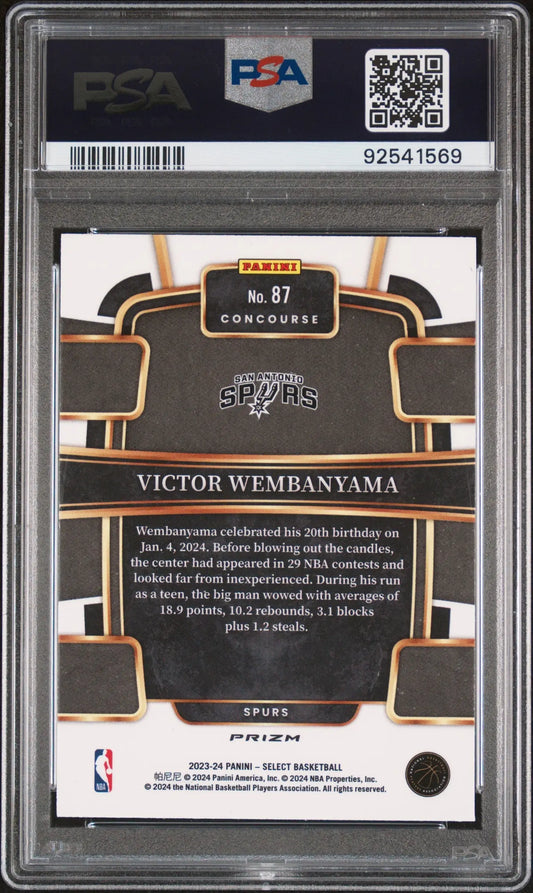 PSA
PSA
92541569
PANINI
No. 87
CONCOURSE
SAN ANTONIO
SPURS
VICTOR WEMBANYAMA
Wembanyama celebrated his 20th birthday on
Jan. 4, 2024. Before blowing out the candles,
the center had appeared in 29 NBA contests and
looked far from inexperienced. During his run
as a teen, the big man wowed with averages of
18.9 points, 10.2 rebounds, 3.1 blocks
plus 1.2 steals.
SPURS
PRIZM
2023-24 PANINI – SELECT BASKETBALL
帕尼尼 © 2024 Panini America, Inc. © 2024 NBA Properties, Inc.
© 2024 the National Basketball Players Association. All rights reserved.
NBA
PSA